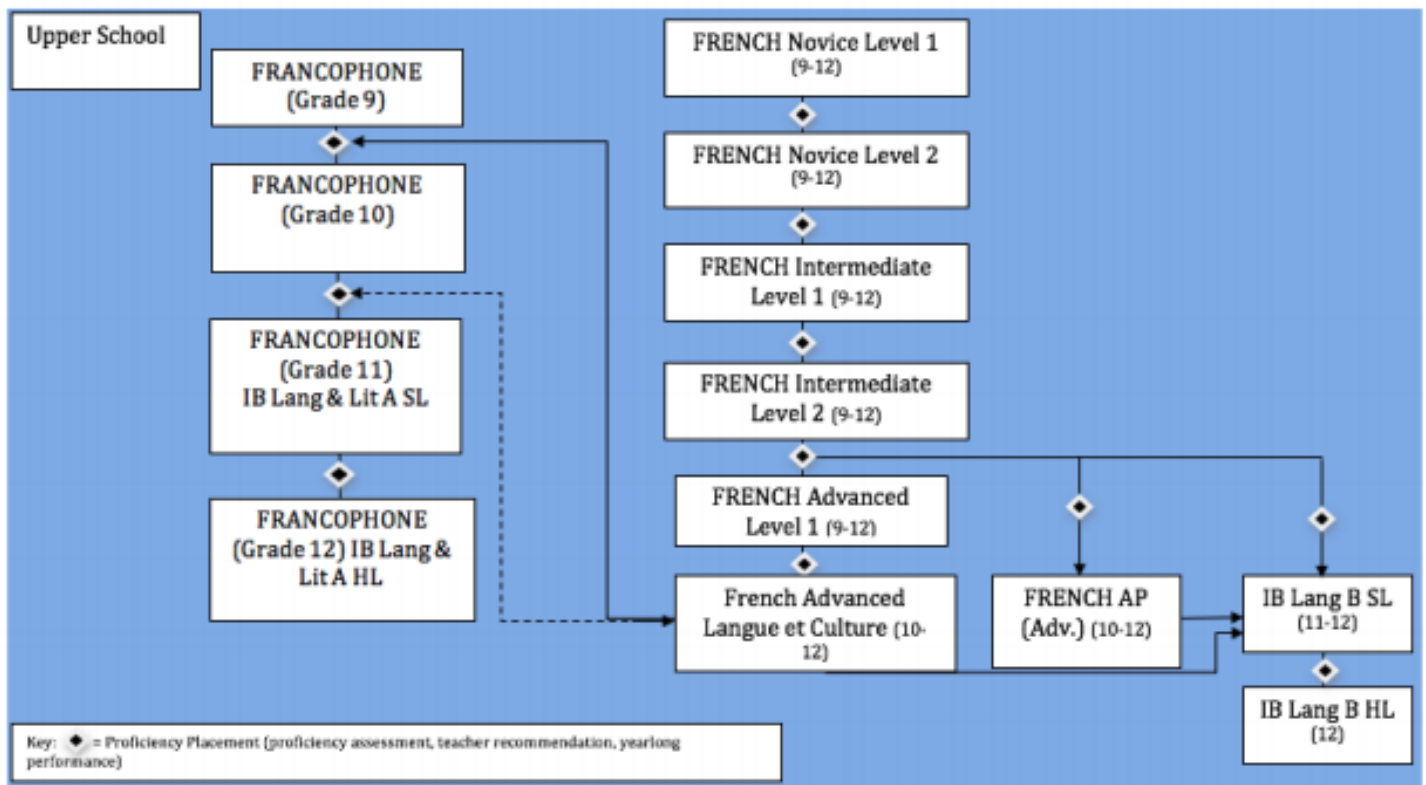 Upper School
FRANCOPHONE
(Grade 9)
FRANCOPHONE
(Grade 10)
FRANCOPHONE
(Grade 11)
IB Lang & Lit A SL
FRANCOPHONE
(Grade 12) IB Lang &
Lit A HL
FRENCH Novice Level 1
(9-12)
FRENCH Novice Level 2
(9-12)
FRENCH Intermediate
Level 1 (9-12)
FRENCH Intermediate
Level 2 (9-12)
FRENCH Advanced
Level 1 (9-12)
French Advanced
Langue et Culture (10-
12)
FRENCH AP
(Adv.) (10-12)
IB Lang B SL
(11-12)
IB Lang B HL
(12)
Key: = Proficiency Placement (proficiency assessment, teacher recommendation, yearlong
performance)